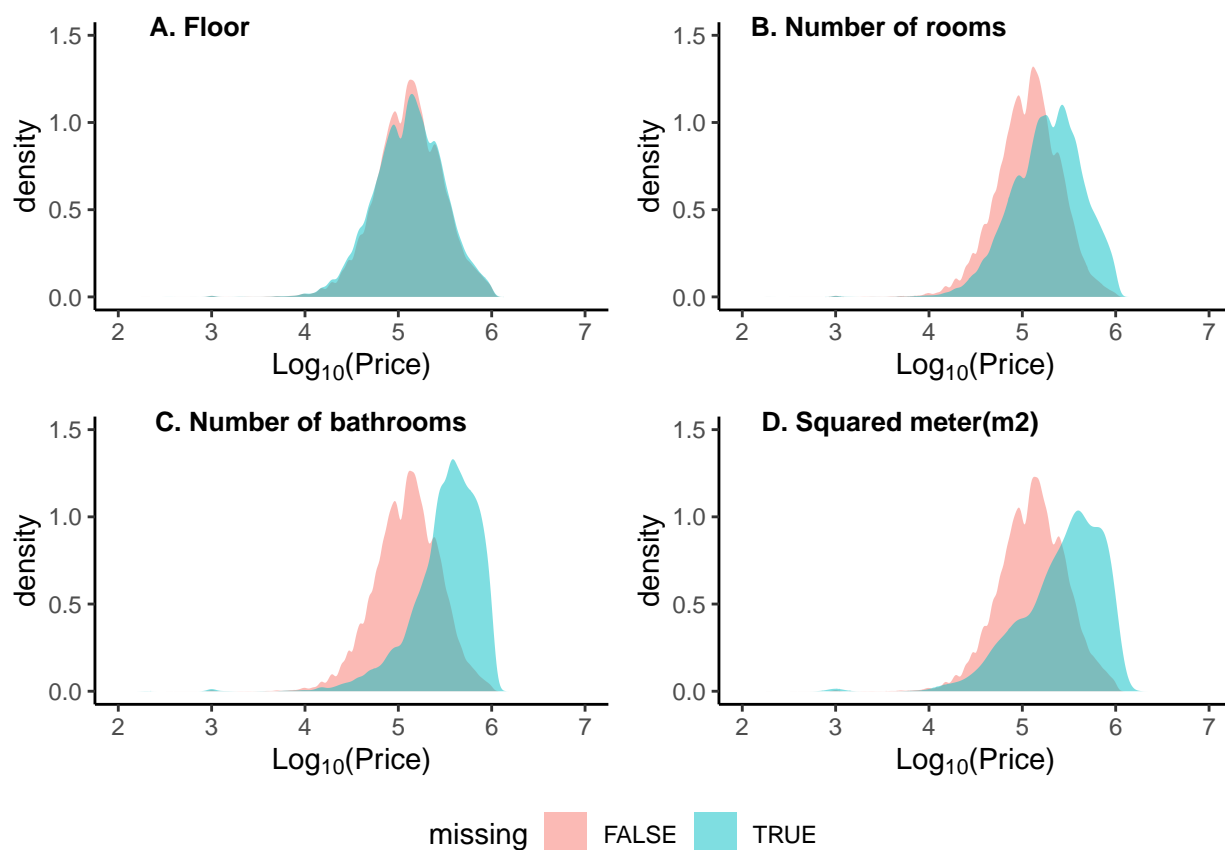 A. Floor
1.5
1.0
0.5
0.0
density
2 3 4 5 6 7
Log10(Price)
B. Number of rooms
1.5
1.0
0.5
0.0
density
2 3 4 5 6 7
Log10(Price)
C. Number of bathrooms
1.5
1.0
0.5
0.0
density
2 3 4 5 6 7
Log10(Price)
D. Squared meter(m2)
1.5
1.0
0.5
0.0
density
2 3 4 5 6 7
Log10(Price)
missing FALSE TRUE